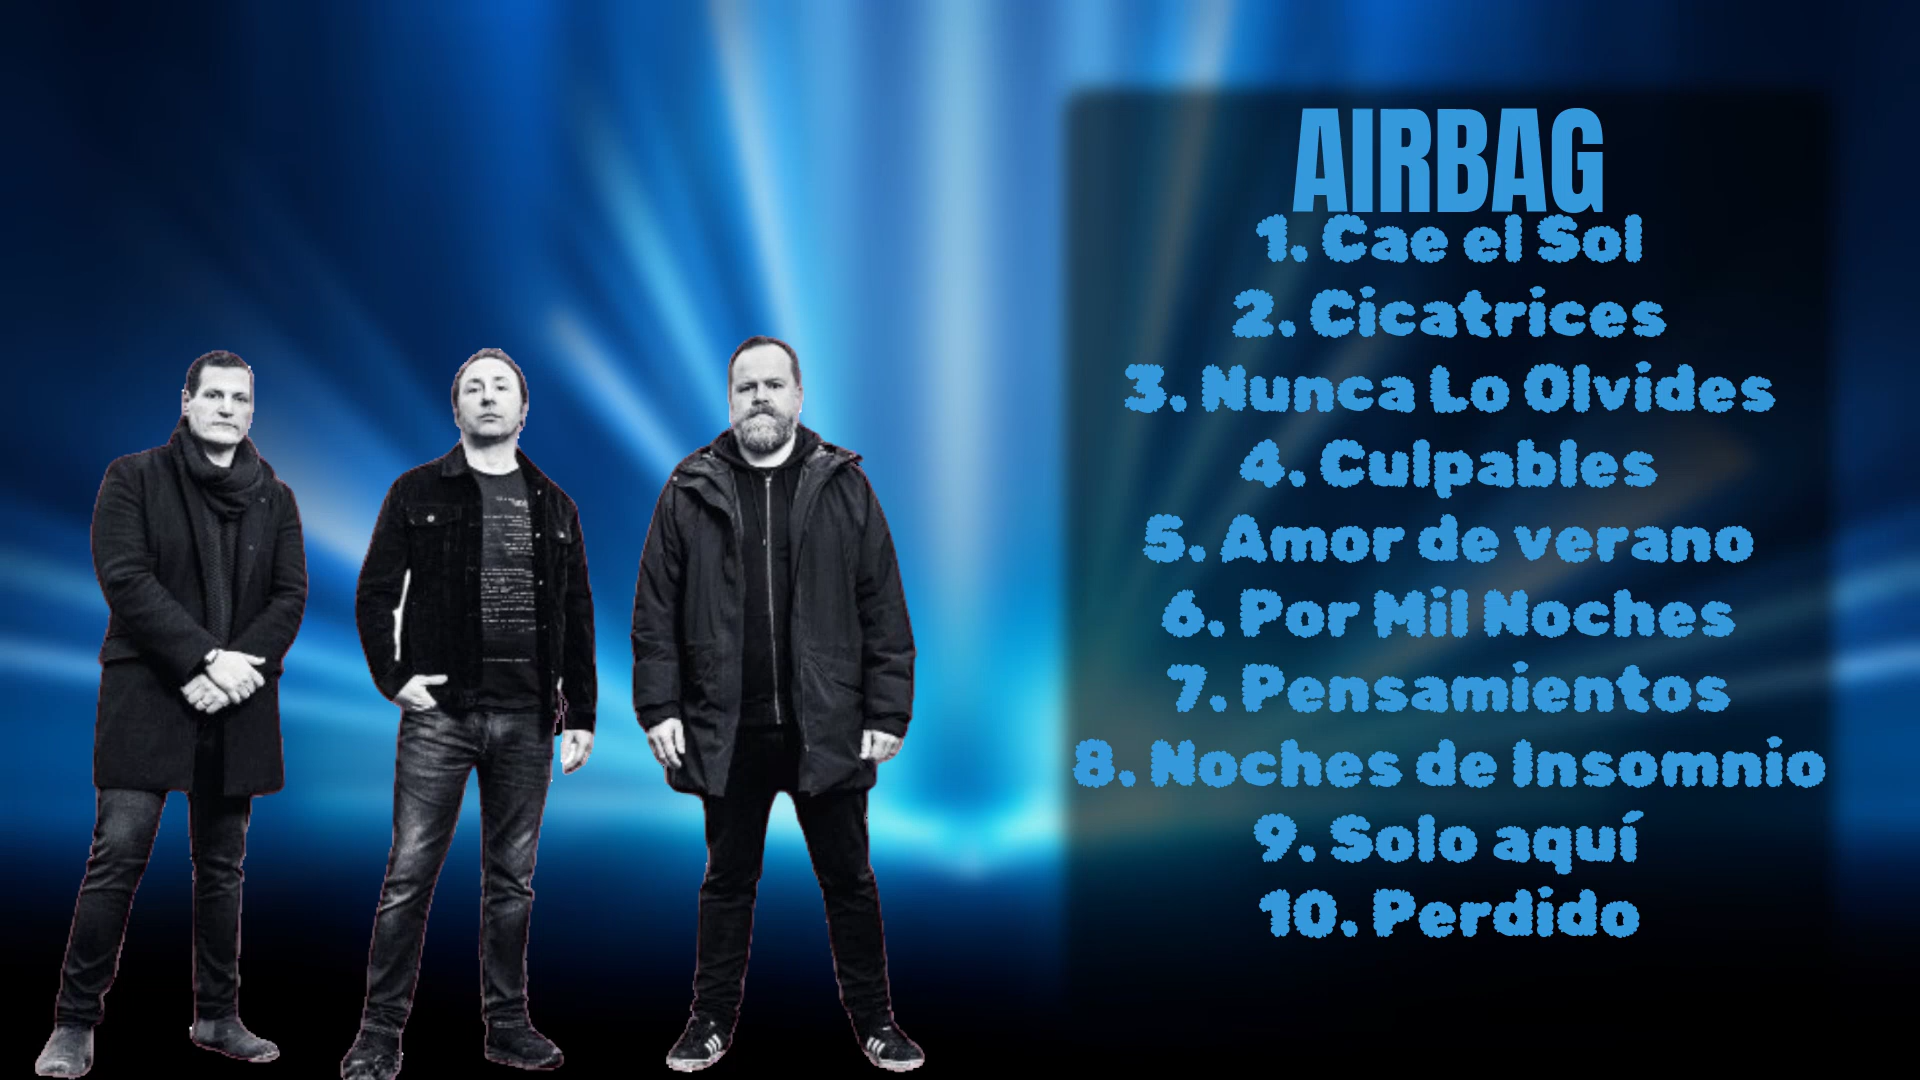 AIRBAG
1. Cae el Sol
2. Cicatrices
3. Nunca Lo Olvides
4. Culpables
5. Amor de verano
6. Por Mil Noches
7. Pensamientos
8. Noches de Insomnio
9. Solo aquí
10. Perdido